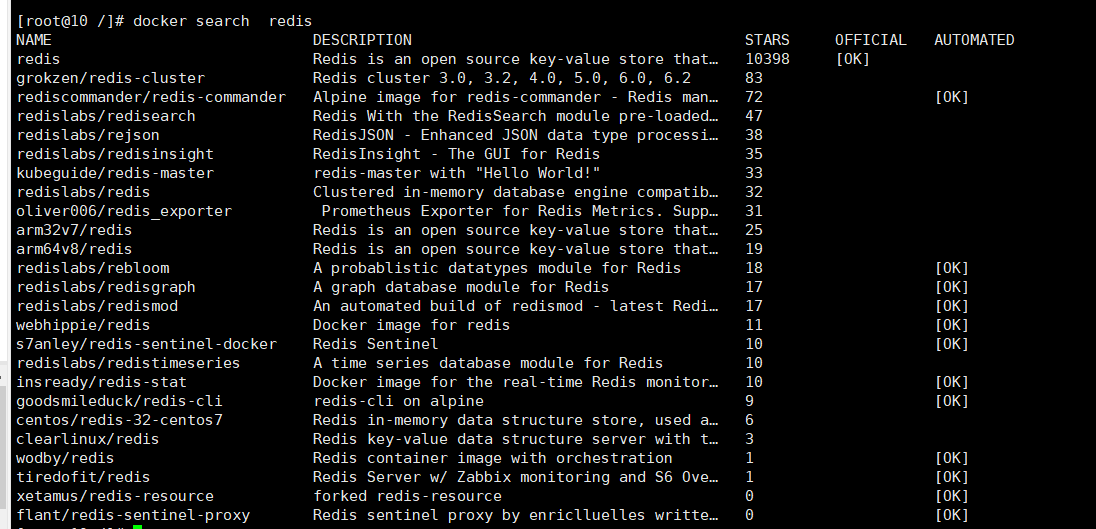 [root@10 /]# docker search  redis
NAME DESCRIPTION STARS OFFICIAL AUTOMATED
redis Redis is an open source key-value store that… 10398 [OK]
grokzen/redis-cluster Redis cluster 3.0, 3.2, 4.0, 5.0, 6.0, 6.2 83
rediscommander/redis-commander Alpine image for redis-commander - Redis man… 72 [OK]
redislabs/redisearch Redis With the RedisSearch module pre-loaded… 47
redislabs/rejson RedisJSON - Enhanced JSON data type processi… 38
redislabs/redisinsight RedisInsight - The GUI for Redis 35
kubeguide/redis-master redis-master with "Hello World!" 33
redislabs/redis Clustered in-memory database engine compatib… 32
oliver006/redis_exporter Prometheus Exporter for Redis Metrics. Supp… 31
arm32v7/redis Redis is an open source key-value store that… 25
arm64v8/redis Redis is an open source key-value store that… 19
redislabs/rebloom A probablistic datatypes module for Redis 18 [OK]
redislabs/redisgraph A graph database module for Redis 17 [OK]
redislabs/redismod An automated build of redismod - latest Redi… 17 [OK]
webhippie/redis Docker image for redis 11 [OK]
s7anley/redis-sentinel-docker Redis Sentinel 10 [OK]
redislabs/redistimeseries A time series database module for Redis 10
insready/redis-stat Docker image for the real-time Redis monitor… 10 [OK]
goodsmileduck/redis-cli redis-cli on alpine 9 [OK]
centos/redis-32-centos7 Redis in-memory data structure store, used a… 6
clearlinux/redis Redis key-value data structure server with t… 3
wodby/redis Redis container image with orchestration 1 [OK]
tiredofit/redis Redis Server w/ Zabbix monitoring and S6 Ove… 1 [OK]
xetamus/redis-resource forked redis-resource 0 [OK]
flant/redis-sentinel-proxy Redis sentinel proxy by enriclluelles writte… 0 [OK]